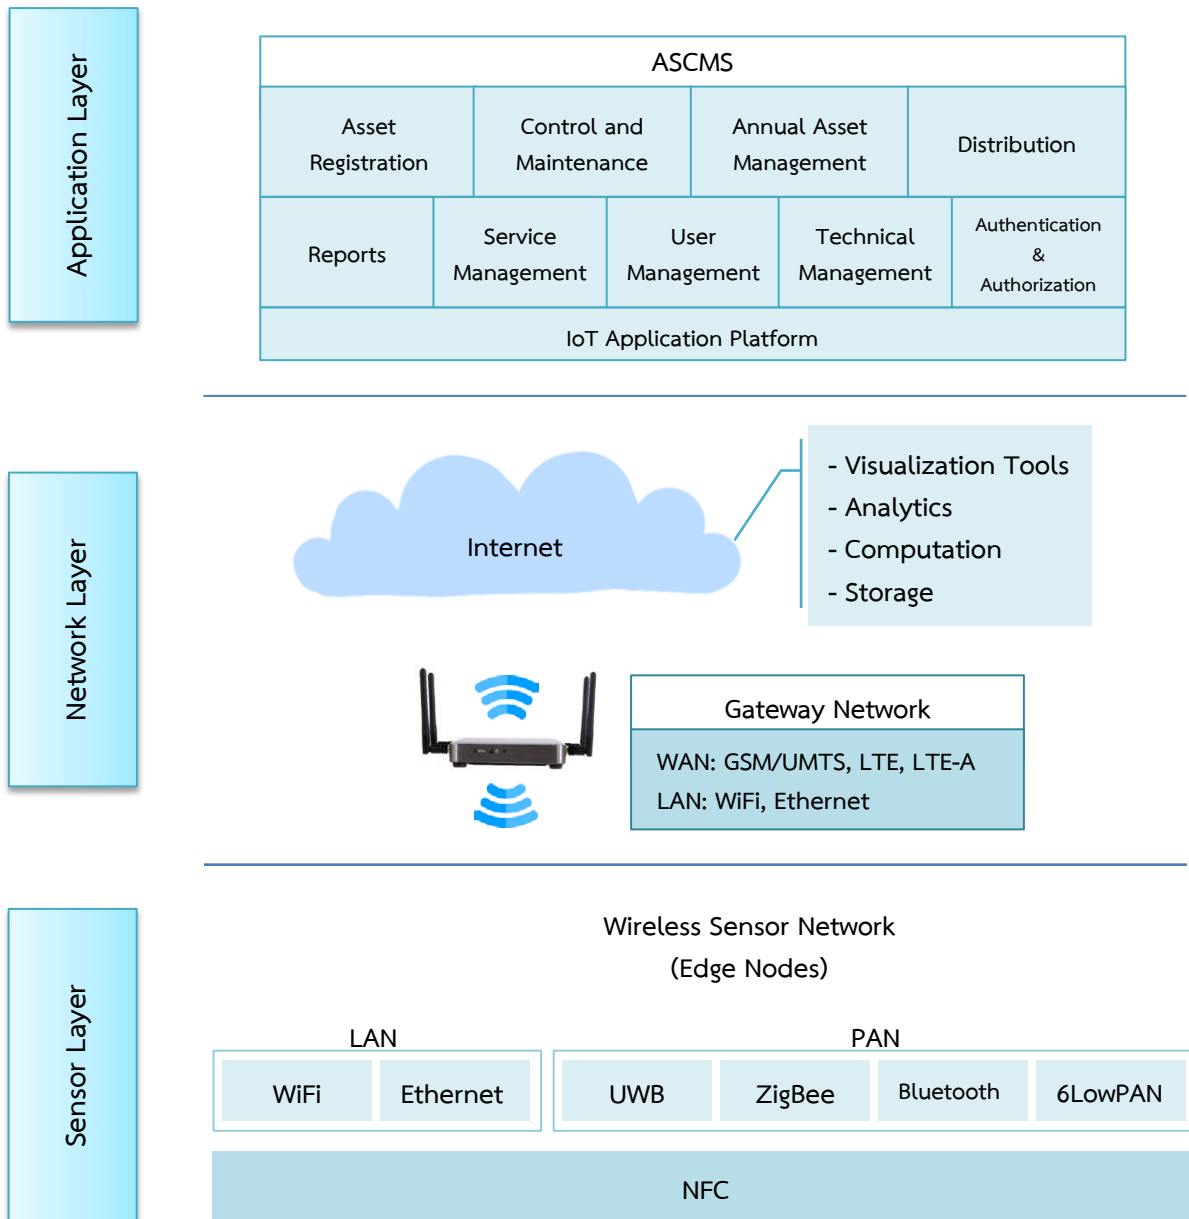 Application Layer
ASCMS
Asset
Registration
Control and
Maintenance
Annual Asset
Management
Distribution
Reports
Service
Management
User
Management
Technical
Management
Authentication
&
Authorization
IoT Application Platform
Network Layer
Internet
- Visualization Tools
- Analytics
- Computation
- Storage
Gateway Network
WAN: GSM/UMTS, LTE, LTE-A
LAN: WiFi, Ethernet
Sensor Layer
Wireless Sensor Network
(Edge Nodes)
LAN
WiFi
Ethernet
PAN
UWB
ZigBee
Bluetooth
6LowPAN
NFC